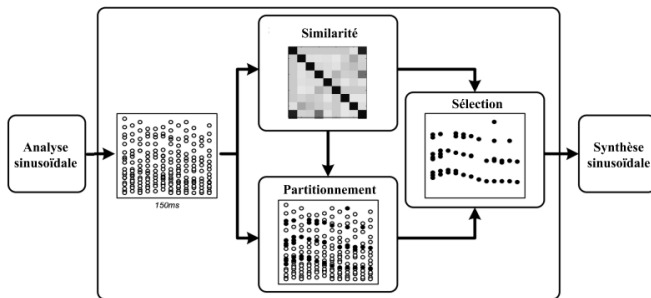 Similarité
Analyse
sinusoïdale
150ms
Partitionnement
Sélection
Synthèse
sinusoïdale